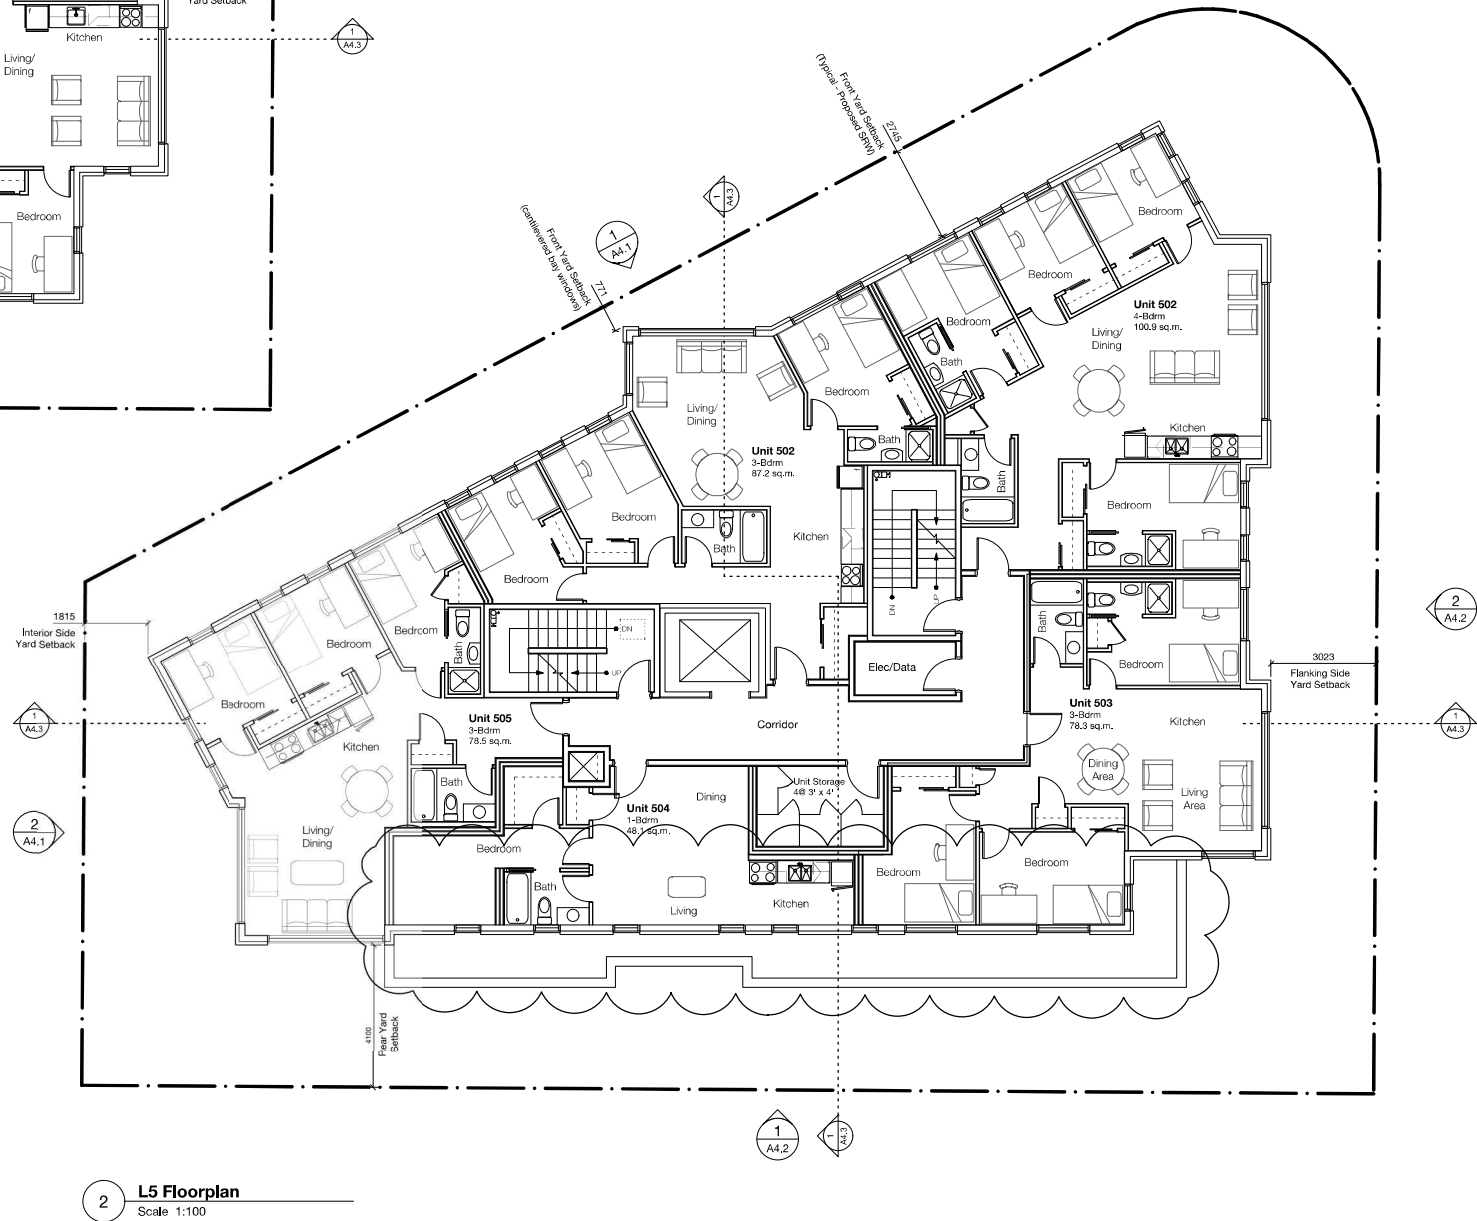 Yard Setback
f
Kitchen
Living/
Dining
Bedroom
1
A4.3
Front Yard Setback
(Typical - Proposed SRW)
2745
1
A4.3
1
A4.1
Front Yard Setback
(cantilevered bay windows)
771
Bedroom
Bedroom
Bedroom
Unit 502
4-Bdrm
100.9 sq.m.
Living/
Dining
Bath
Bedroom
Kitchen
Bath
Living/
Dining
Unit 502
3-Bdrm
87.2 sq.m.
Bath
Bedroom
Bedroom
Bedroom
Bath
Kitchen
DN
UP
1815
Interior Side
Yard Setback
Bedroom
Bedroom
Bedroom
Bath
DN
UP
Elec/Data
Bath
Bedroom
2
A4.2
3023
Flanking Side
Yard Setback
1
A4.3
Unit 505
3-Bdrm
78.5 sq.m.
Kitchen
Corridor
Unit 503
3-Bdrm
78.3 sq.m.
Kitchen
1
A4.3
Dining
Area
Living
Area
Bath
Unit Storage
4@ 3' x 4'
Dining
Unit 504
1-Bdrm
48.1 sq.m.
2
A4.1
Living/
Dining
Bedroom
Bath
Living
Kitchen
Bedroom
Bedroom
4100
Rear Yard
Setback
1
A4.2
1
A4.3
2
L5 Floorplan
Scale 1:100